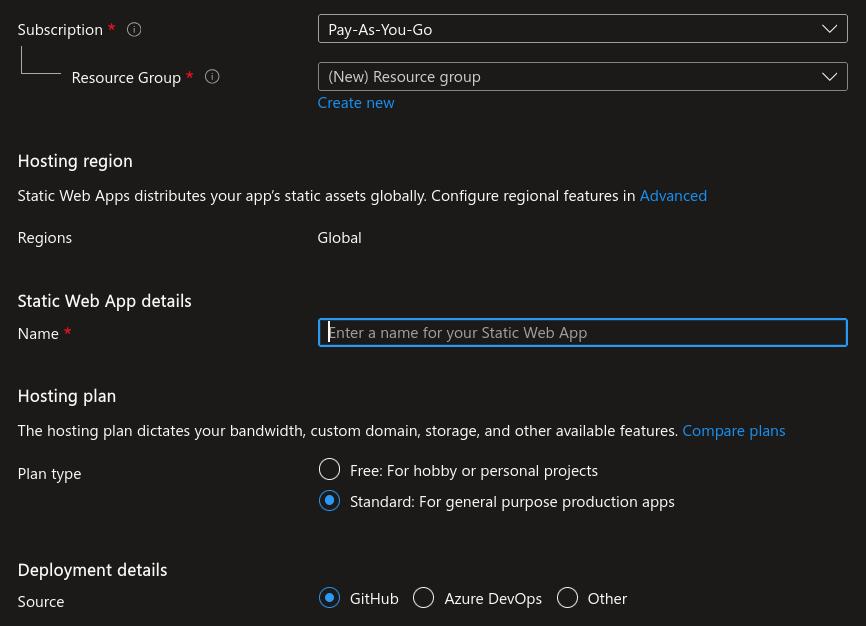 Subscription * Pay-As-You-Go
Resource Group * (New) Resource group
Create new
Hosting region
Static Web Apps distributes your app's static assets globally. Configure regional features in Advanced
Regions Global
Static Web App details
Name * Enter a name for your Static Web App
Hosting plan
The hosting plan dictates your bandwidth, custom domain, storage, and other available features. Compare plans
Plan type Free: For hobby or personal projects
Standard: For general purpose production apps
Deployment details
Source GitHub Azure DevOps Other